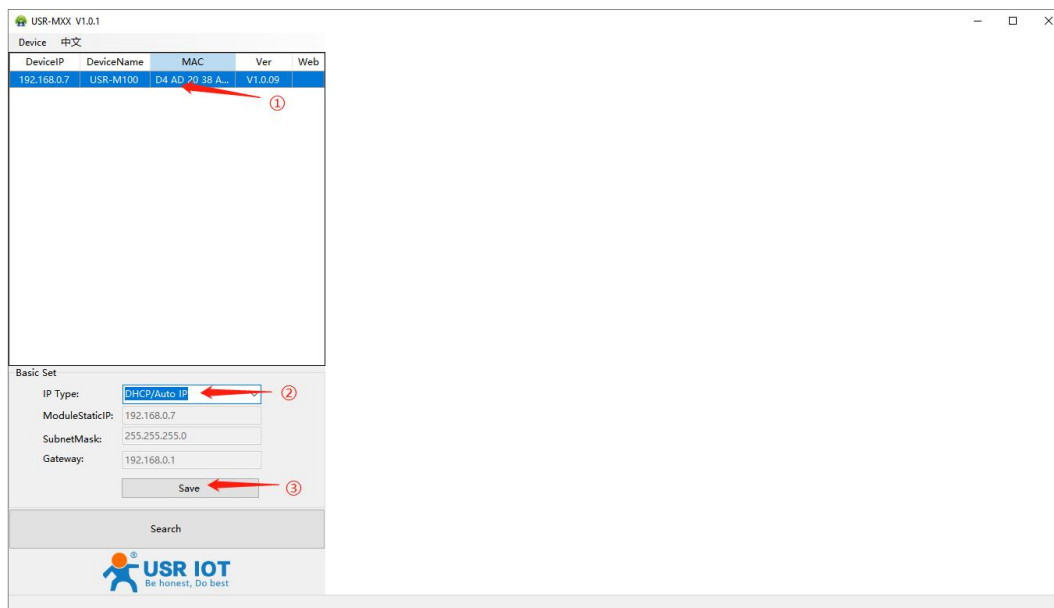 USR-MXX V1.0.1
Device 中文
DeviceIP DeviceName MAC Ver Web
192.168.0.7 USR-M100 D4 AD 20 38 A... V1.0.09
①
Basic Set
IP Type: DHCP/Auto IP ②
ModuleStaticIP: 192.168.0.7
SubnetMask: 255.255.255.0
Gateway: 192.168.0.1
Save ③
Search
® USR IOT
Be honest, Do best